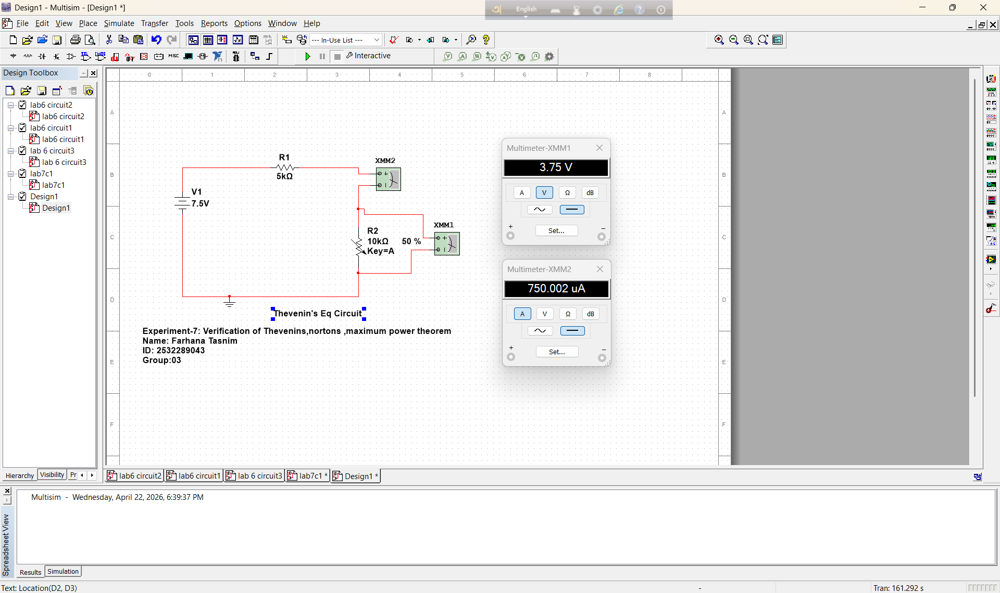 Design1 - Multisim - [Design1 *]
English
File Edit View Place Simulate Transfer Tools Reports Options Window Help
--- In-Use List ---
MISC
Interactive
Design Toolbox
lab6 circuit2
lab6 circuit2
lab6 circuit1
lab6 circuit1
lab 6 circuit3
lab 6 circuit3
lab7c1
lab7c1
Design1
Design1
0 1 2 3 4 5 6 7 8
A
B
C
D
E
F
A
B
C
D
E
F
R1
5kΩ
V1
7.5V
XMM2
XMM1
R2
10kΩ 50 %
Key=A
Thevenin's Eq Circuit
Experiment-7: Verification of Thevenins,nortons ,maximum power theorem
Name: Farhana Tasnim
ID: 2532289043
Group:03
Multimeter-XMM1
3.75 V
A V Ω dB
+ Set... −
Multimeter-XMM2
750.002 uA
A V Ω dB
+ Set... −
Hierarchy Visibility Pr
lab6 circuit2 lab6 circuit1 lab 6 circuit3 lab7c1 * Design1 *
Multisim - Wednesday, April 22, 2026, 6:39:37 PM
Spreadsheet View
Results Simulation
Text: Location(D2, D3) - Tran: 161.292 s